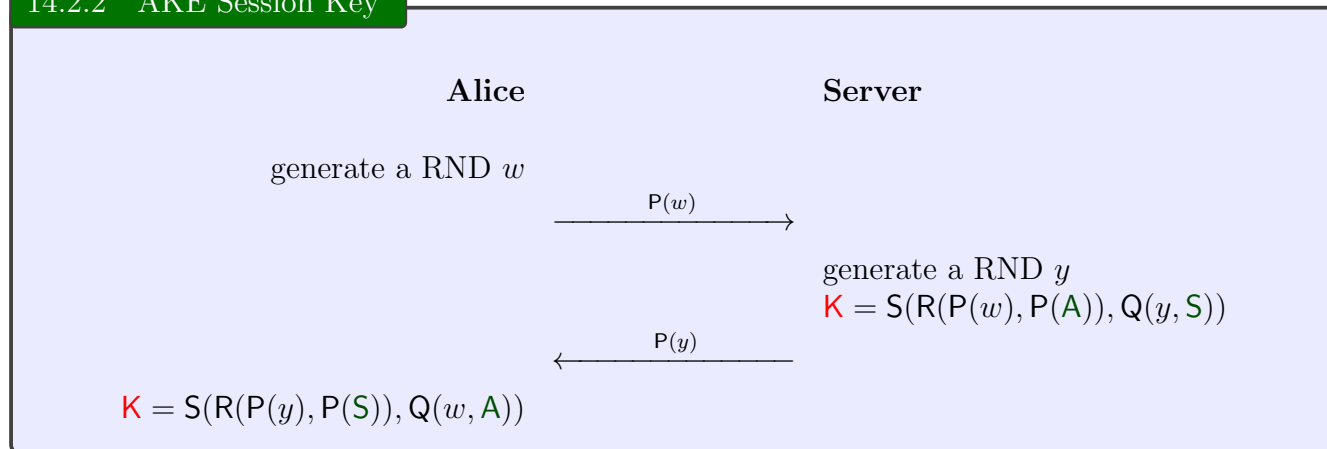 14.2.2 AKE Session Key
Alice Server
generate a RND w
P(w)
generate a RND y
K = S(R(P(w), P(A)), Q(y, S))
P(y)
K = S(R(P(y), P(S)), Q(w, A))